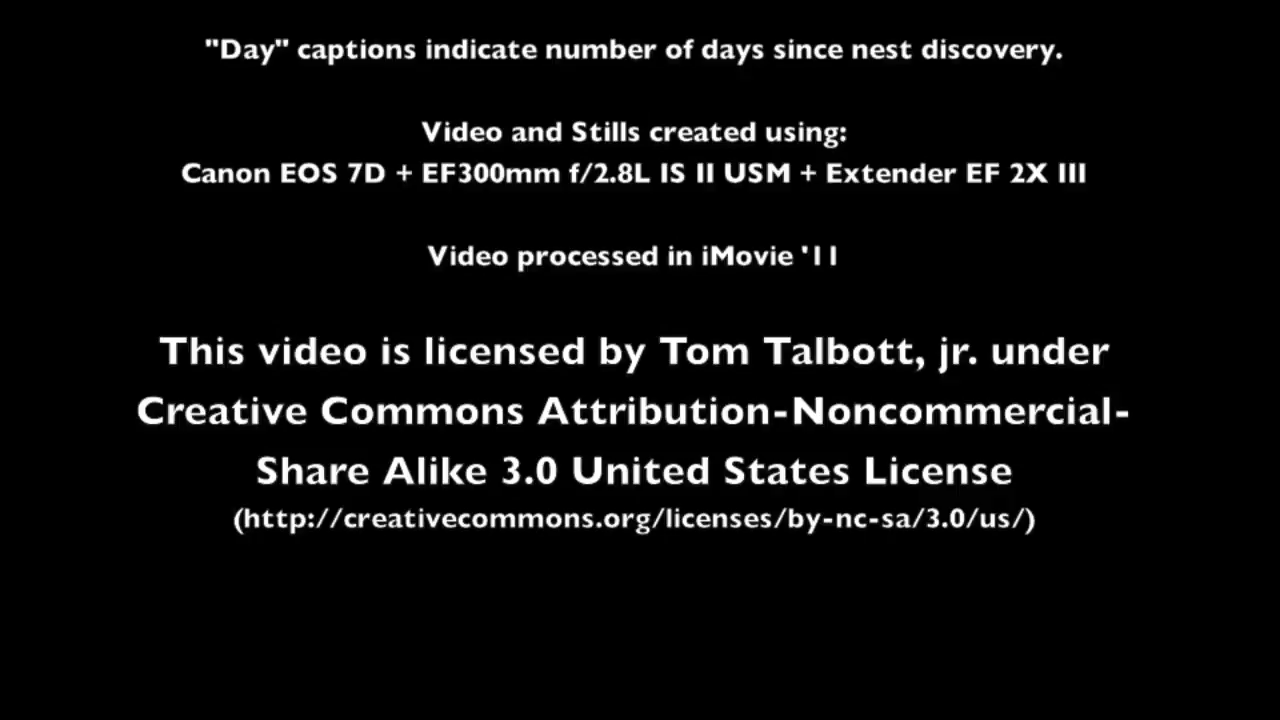 "Day" captions indicate number of days since nest discovery.
Video and Stills created using:
Canon EOS 7D + EF300mm f/2.8L IS II USM + Extender EF 2X III
Video processed in iMovie '11
This video is licensed by Tom Talbott, jr. under
Creative Commons Attribution-Noncommercial-
Share Alike 3.0 United States License
(http://creativecommons.org/licenses/by-nc-sa/3.0/us/)